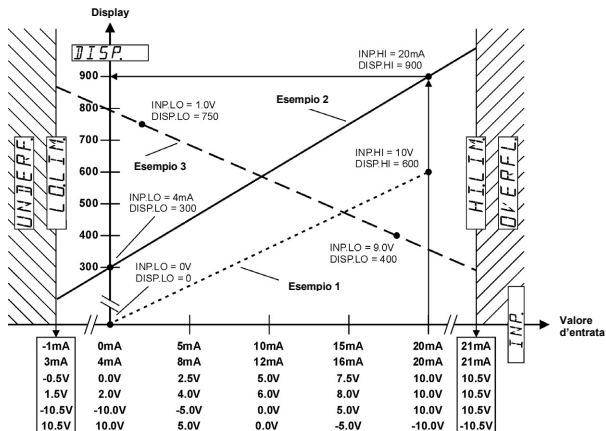 Display
DISP.
INP.HI = 20mA
DISP.HI = 900
900
800
700
600
500
400
300
INP.LO = 1.0V
DISP.LO = 750
Esempio 2
Esempio 3
INP.HI = 10V
DISP.HI = 600
UNDERF.
LO.LIM
HI.LIM
OVERFL.
INP.LO = 4mA
DISP.LO = 300
INP.LO = 9.0V
DISP.LO = 400
INP.LO = 0V
DISP.LO = 0
Esempio 1
INP.
Valore
d'entrata
-1mA 0mA 5mA 10mA 15mA 20mA 21mA
3mA 4mA 8mA 12mA 16mA 20mA 21mA
-0.5V 0.0V 2.5V 5.0V 7.5V 10.0V 10.5V
1.5V 2.0V 4.0V 6.0V 8.0V 10.0V 10.5V
-10.5V -10.0V -5.0V 0.0V 5.0V 10.0V 10.5V
10.5V 10.0V 5.0V 0.0V -5.0V -10.0V -10.5V